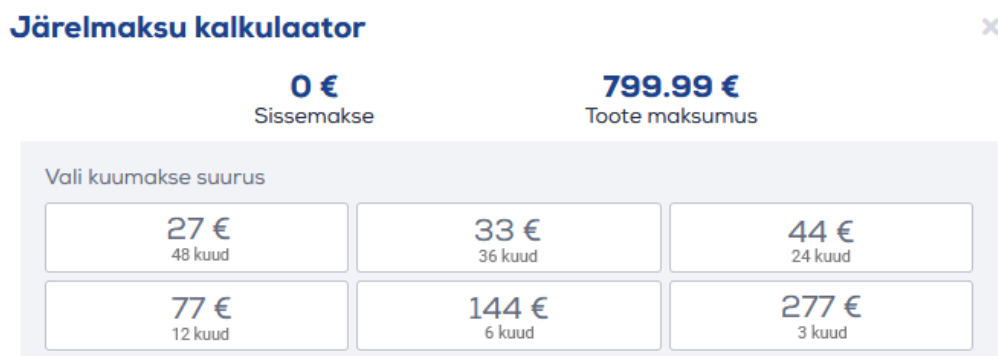 Järelmaksu kalkulaator
0 € 799.99 €
Sissemakse Toote maksumus
Vali kuumakse suurus
27 € 33 € 44 €
48 kuud 36 kuud 24 kuud
77 € 144 € 277 €
12 kuud 6 kuud 3 kuud